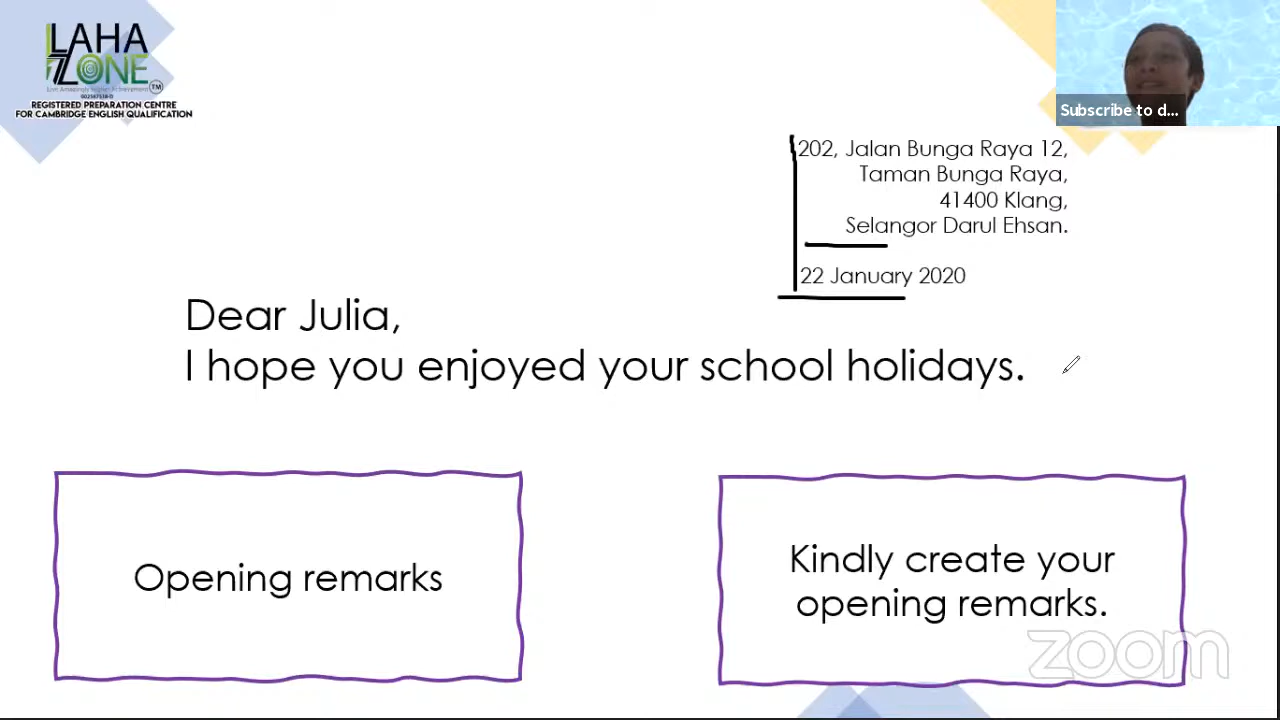 LAHA
ZONE
TM
REGISTERED PREPARATION CENTRE
FOR CAMBRIDGE ENGLISH QUALIFICATION
Subscribe to d...
202, Jalan Bunga Raya 12,
Taman Bunga Raya,
41400 Klang,
Selangor Darul Ehsan.
22 January 2020
Dear Julia,
I hope you enjoyed your school holidays.
Opening remarks
Kindly create your
opening remarks.
zoom